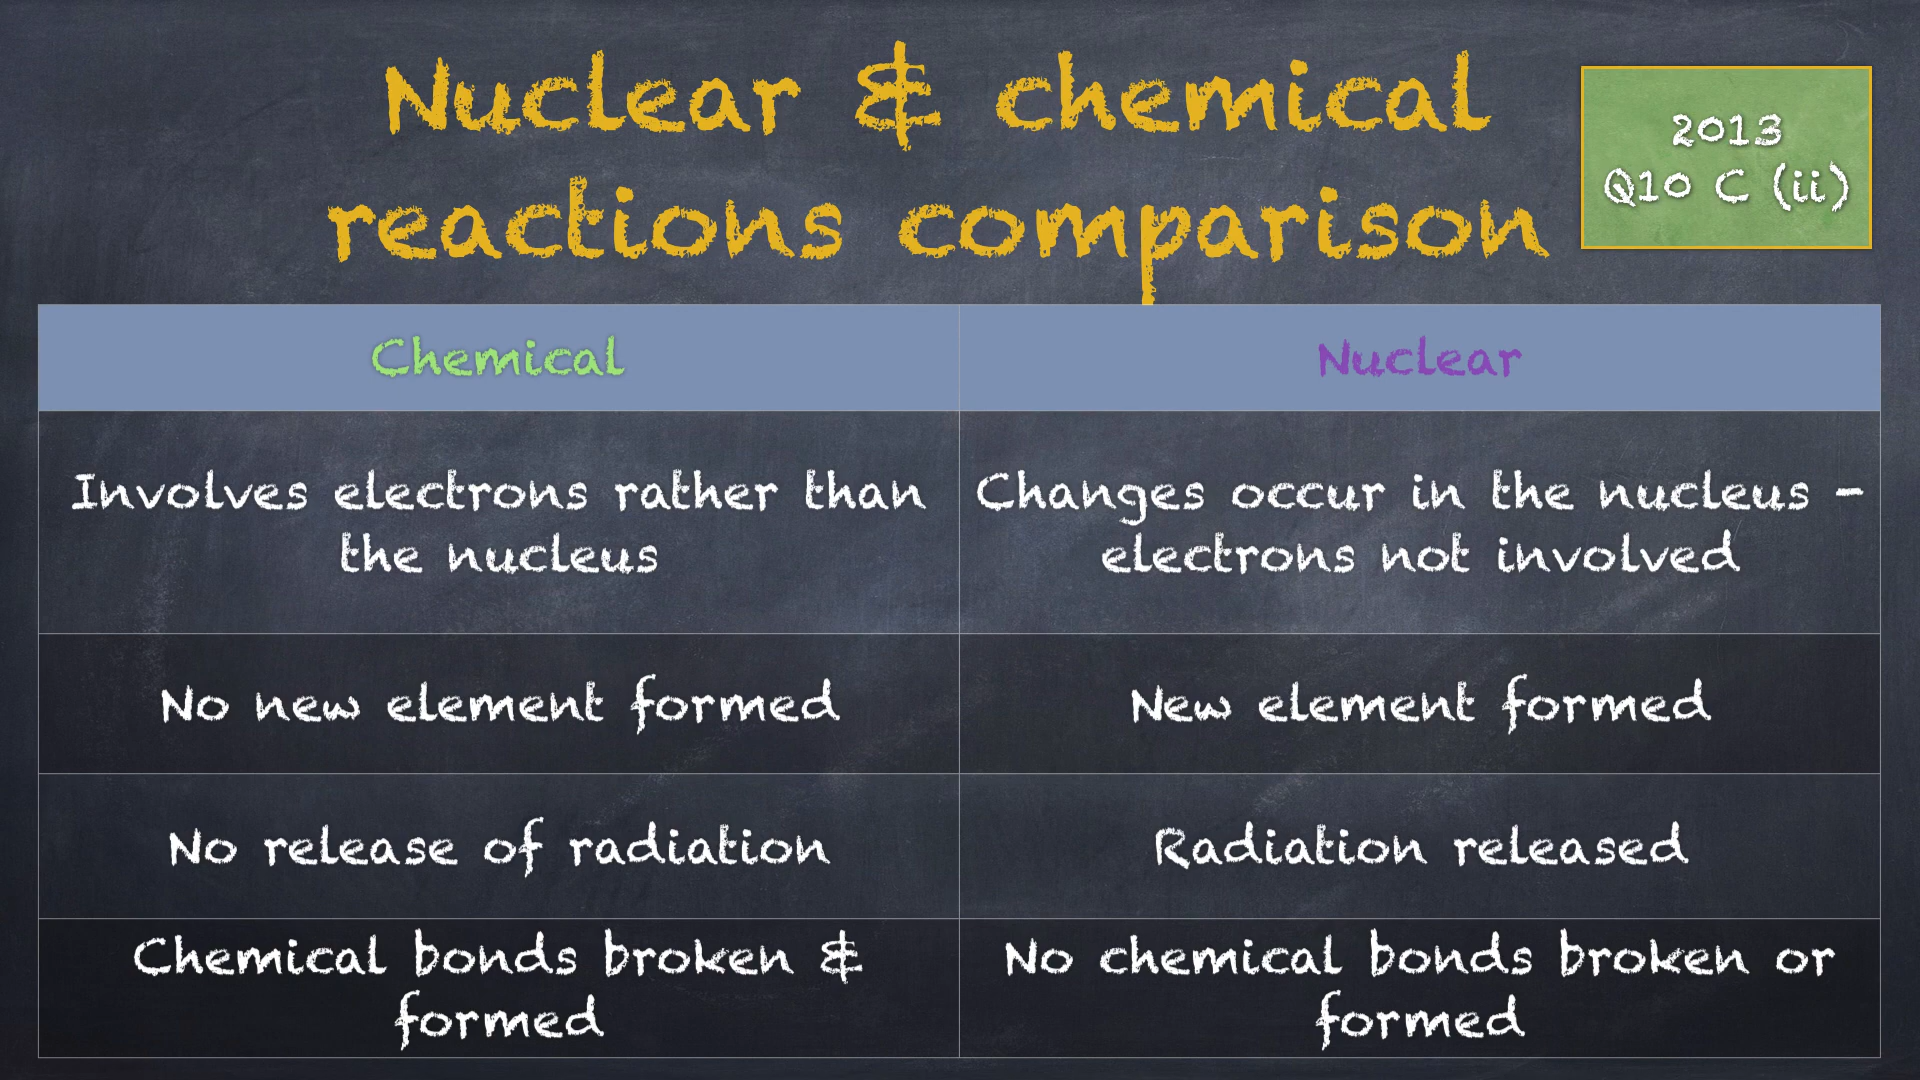 Nuclear & chemical
reactions comparison
2013
Q10 C (ii)
Chemical
Nuclear
Involves electrons rather than
the nucleus
Changes occur in the nucleus -
electrons not involved
No new element formed
New element formed
No release of radiation
Radiation released
Chemical bonds broken &
formed
No chemical bonds broken or
formed